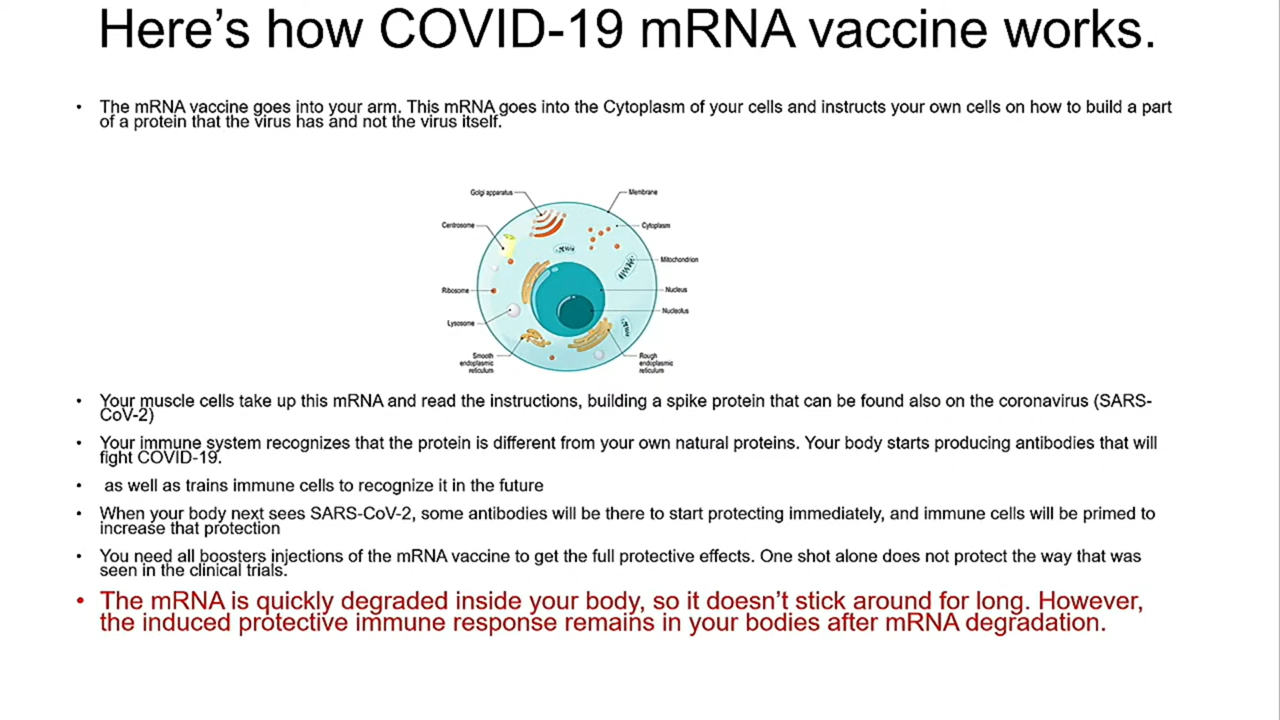 Here's how COVID-19 mRNA vaccine works.
• The mRNA vaccine goes into your arm. This mRNA goes into the Cytoplasm of your cells and instructs your own cells on how to build a part
of a protein that the virus has and not the virus itself.
Golgi apparatus
Membrane
Centrosome
Cytoplasm
Mitochondrion
Ribosome
Nucleus
Nucleolus
Lysosome
Smooth
endoplasmic
reticulum
Rough
endoplasmic
reticulum
• Your muscle cells take up this mRNA and read the instructions, building a spike protein that can be found also on the coronavirus (SARS-
CoV-2)
• Your immune system recognizes that the protein is different from your own natural proteins. Your body starts producing antibodies that will
fight COVID-19.
• as well as trains immune cells to recognize it in the future
• When your body next sees SARS-CoV-2, some antibodies will be there to start protecting immediately, and immune cells will be primed to
increase that protection
• You need all boosters injections of the mRNA vaccine to get the full protective effects. One shot alone does not protect the way that was
seen in the clinical trials.
• The mRNA is quickly degraded inside your body, so it doesn't stick around for long. However,
the induced protective immune response remains in your bodies after mRNA degradation.